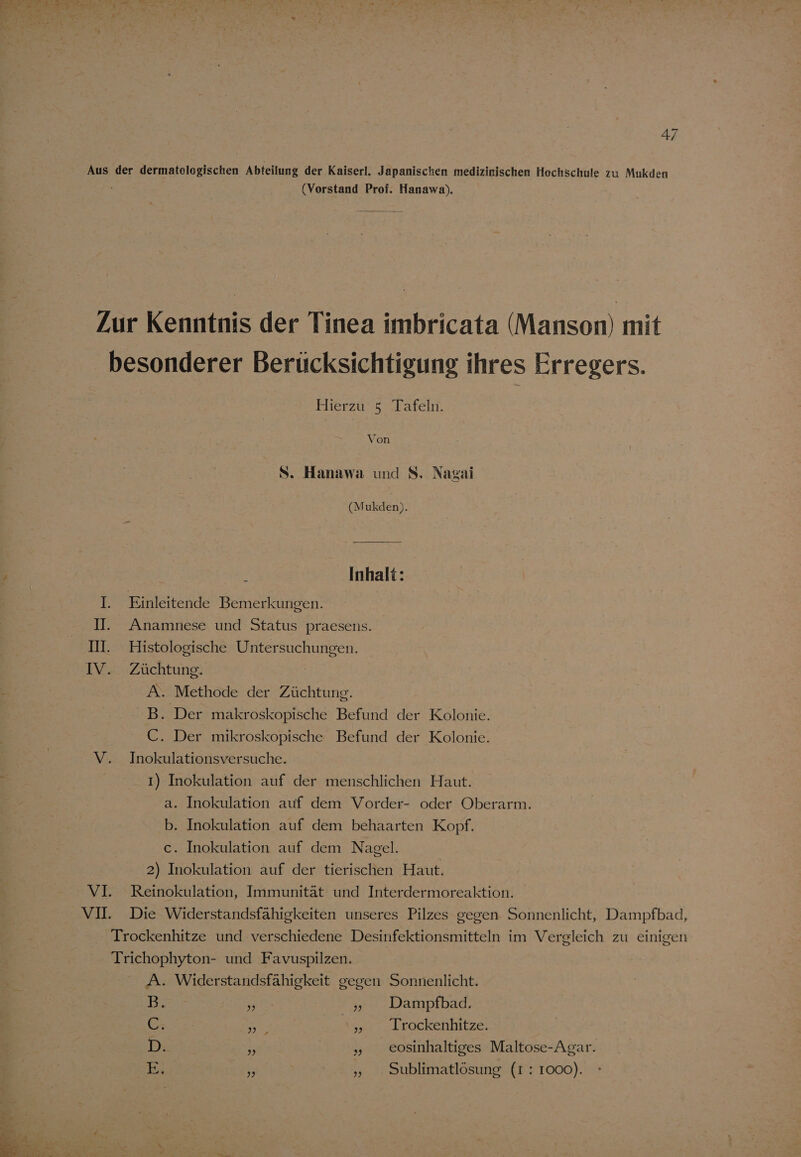 47
Aus der dermatologischen Abteilung der Kaiserl. Japanischen medizinischen Hochschule zu Mukden
(Vorstand Prof. Hanawa).
Zur Kenntnis der Tinea imbricata (Manson) mit
besonderer Berücksichtigung ihres Erregers.
Hierzu 5 Tafeln.
Von
S. Hanawa und S. Nagai
(Mukden).
Inhalt:
I. Einleitende Bemerkungen.
II. Anamnese und Status praesens.
III. Histologische Untersuchungen.
IV. Züchtung.
A. Methode der Züchtung.
B. Der makroskopische Befund der Kolonie.
C. Der mikroskopische Befund der Kolonie.
V. Inokulationsversuche.
1) Inokulation auf der menschlichen Haut.
a. Inokulation auf dem Vorder- oder Oberarm.
b. Inokulation auf dem behaarten Kopf.
c. Inokulation auf dem Nagel.
2) Inokulation auf der tierischen Haut.
VI. Reinokulation, Immunität und Interdermoreaktion.
VII. Die Widerstandsfähigkeiten unseres Pilzes gegen Sonnenlicht, Dampfbad,
Trockenhitze und verschiedene Desinfektionsmitteln im Vergleich zu einigen
Trichophyton- und Favuspilzen.
A. Widerstandsfähigkeit gegen Sonnenlicht.
B. „ „ Dampfbad.
C. „ „ Trockenhitze.
D. „ „ eosinhaltiges Maltose-Agar.
E. „ „ Sublimatlösung (1 : 1000).